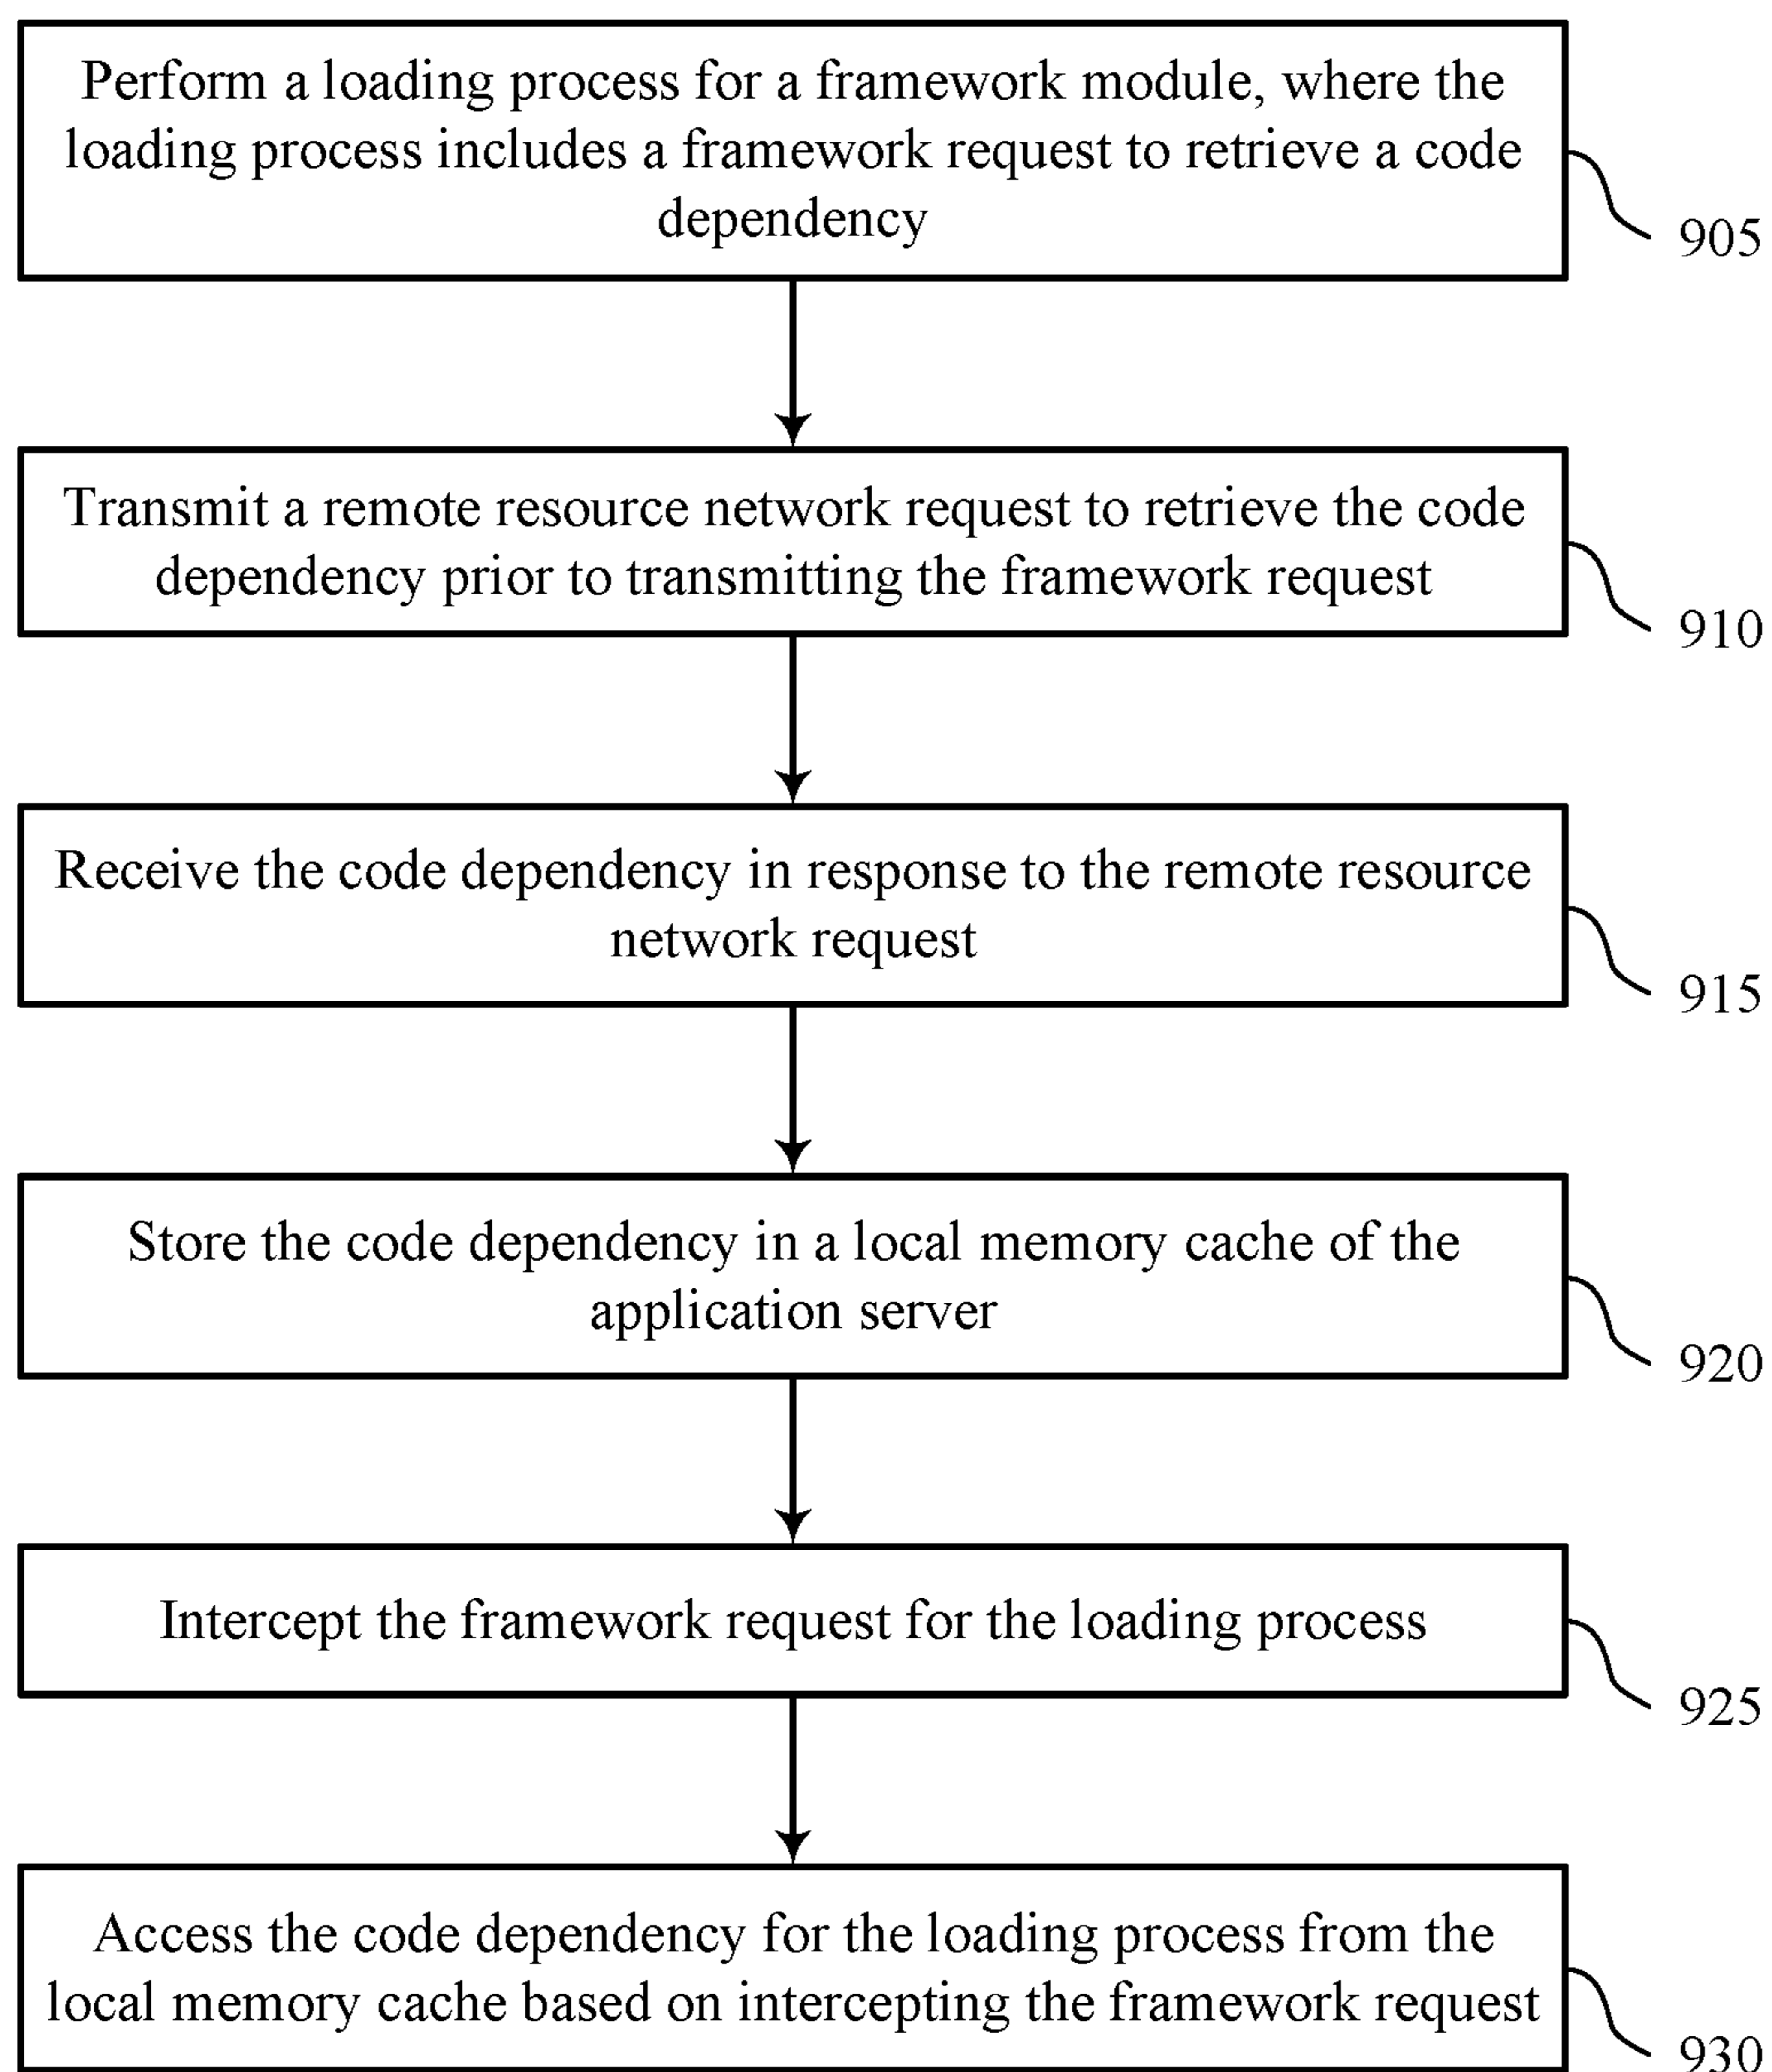 Perform a loading process for a framework module, where the
loading process includes a framework request to retrieve a code
dependency
905
Transmit a remote resource network request to retrieve the code
dependency prior to transmitting the framework request
910
Receive the code dependency in response to the remote resource
network request
915
Store the code dependency in a local memory cache of the
application server
920
Intercept the framework request for the loading process
925
Access the code dependency for the loading process from the
local memory cache based on intercepting the framework request
930